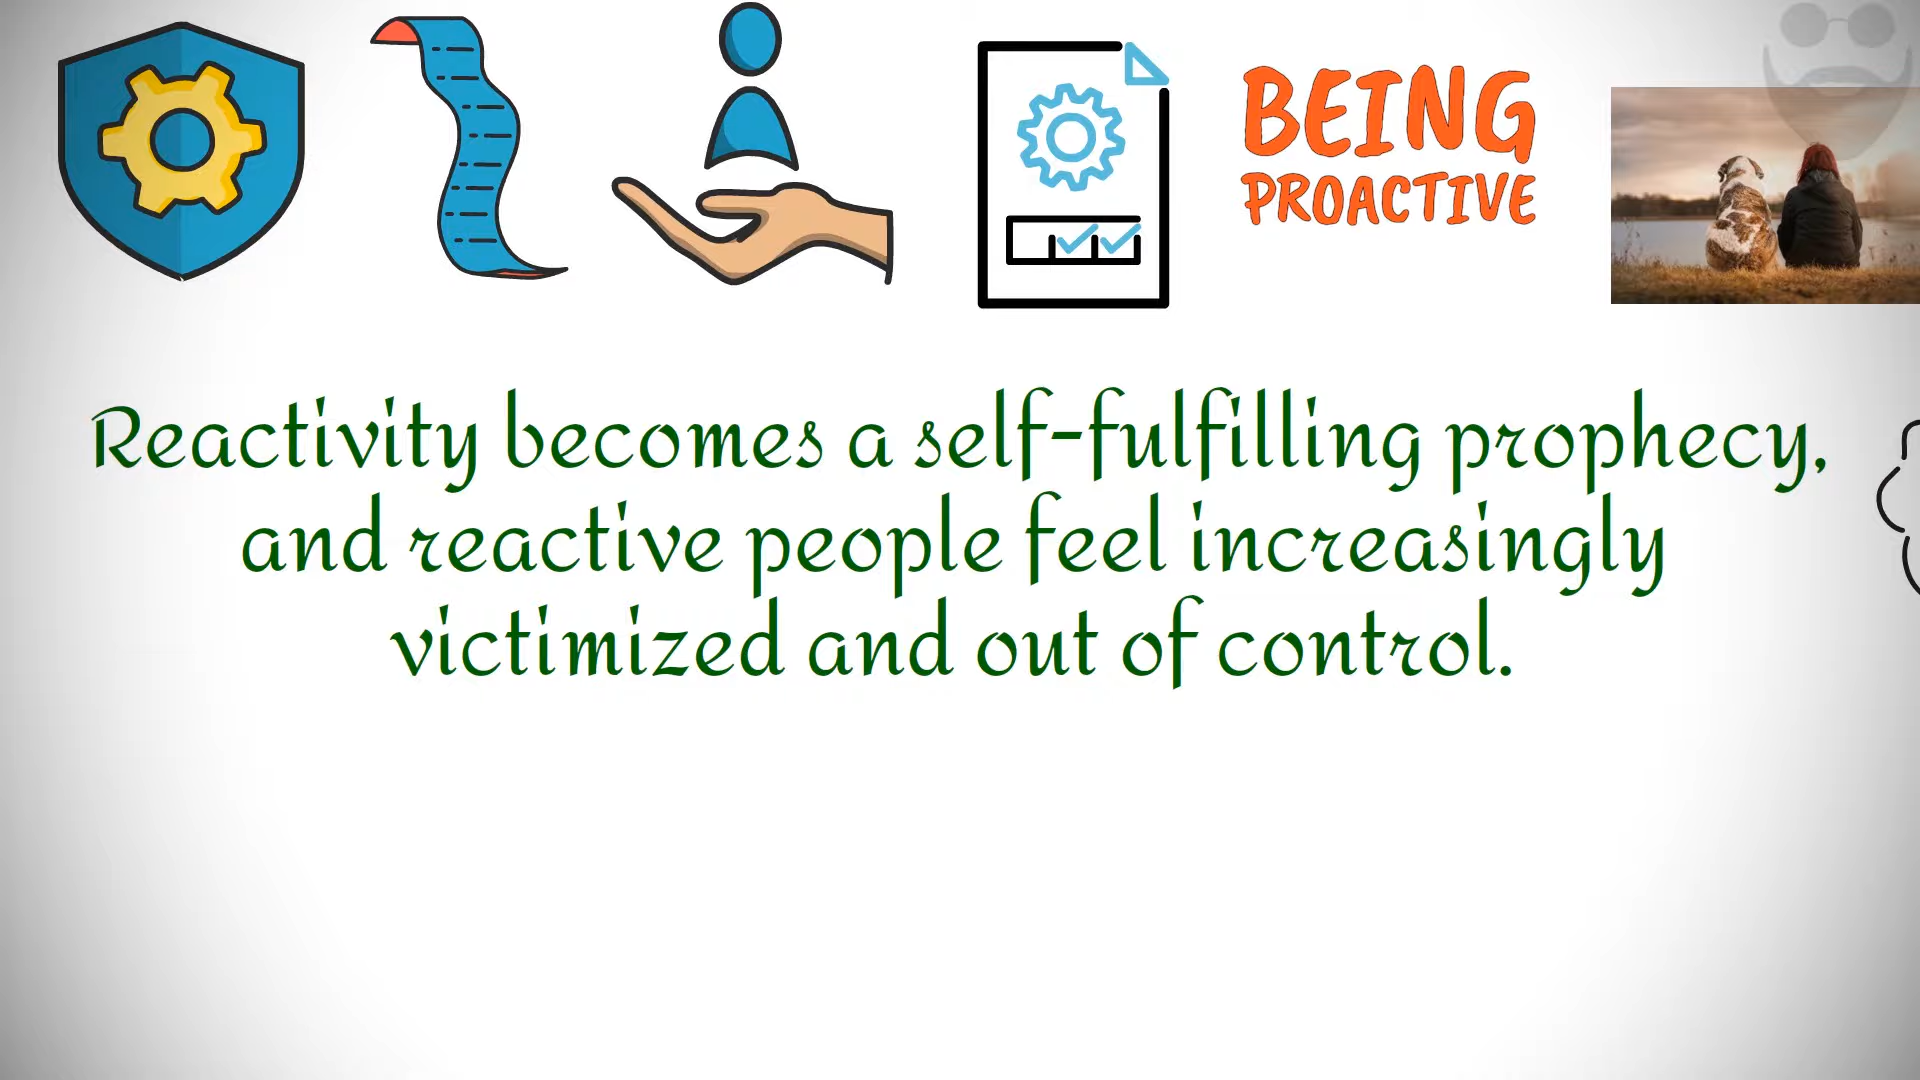 BEING
PROACTIVE
Reactivity becomes a self-fulfilling prophecy,
and reactive people feel increasingly
victimized and out of control.